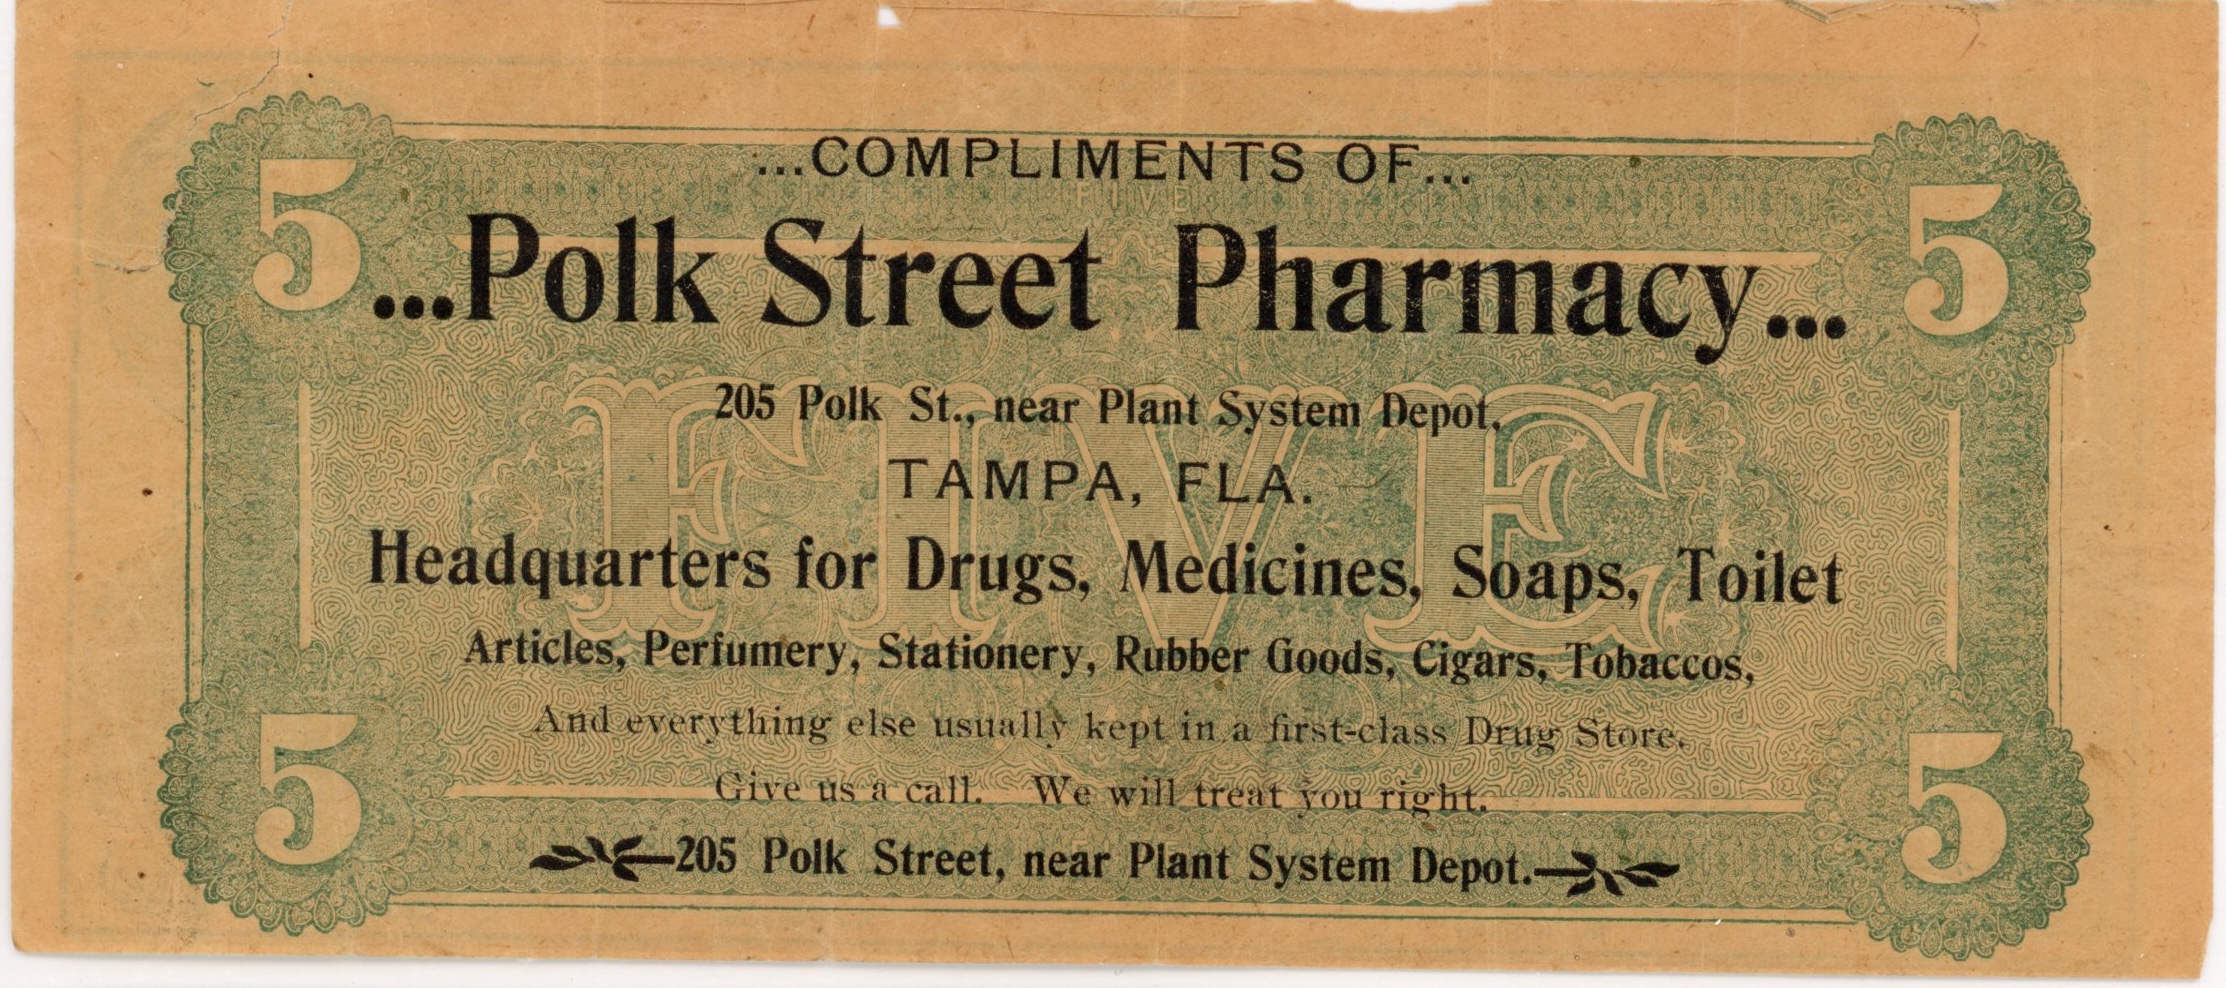 ...COMPLIMENTS OF...
FIVE
5 5
...Polk Street Pharmacy...
205 Polk St., near Plant System Depot,
FIVE
TAMPA, FLA.
Headquarters for Drugs, Medicines, Soaps, Toilet
Articles, Perfumery, Stationery, Rubber Goods, Cigars, Tobaccos,
And everything else usually kept in a first-class Drug Store.
Give us a call. We will treat you right.
5 5
205 Polk Street, near Plant System Depot.